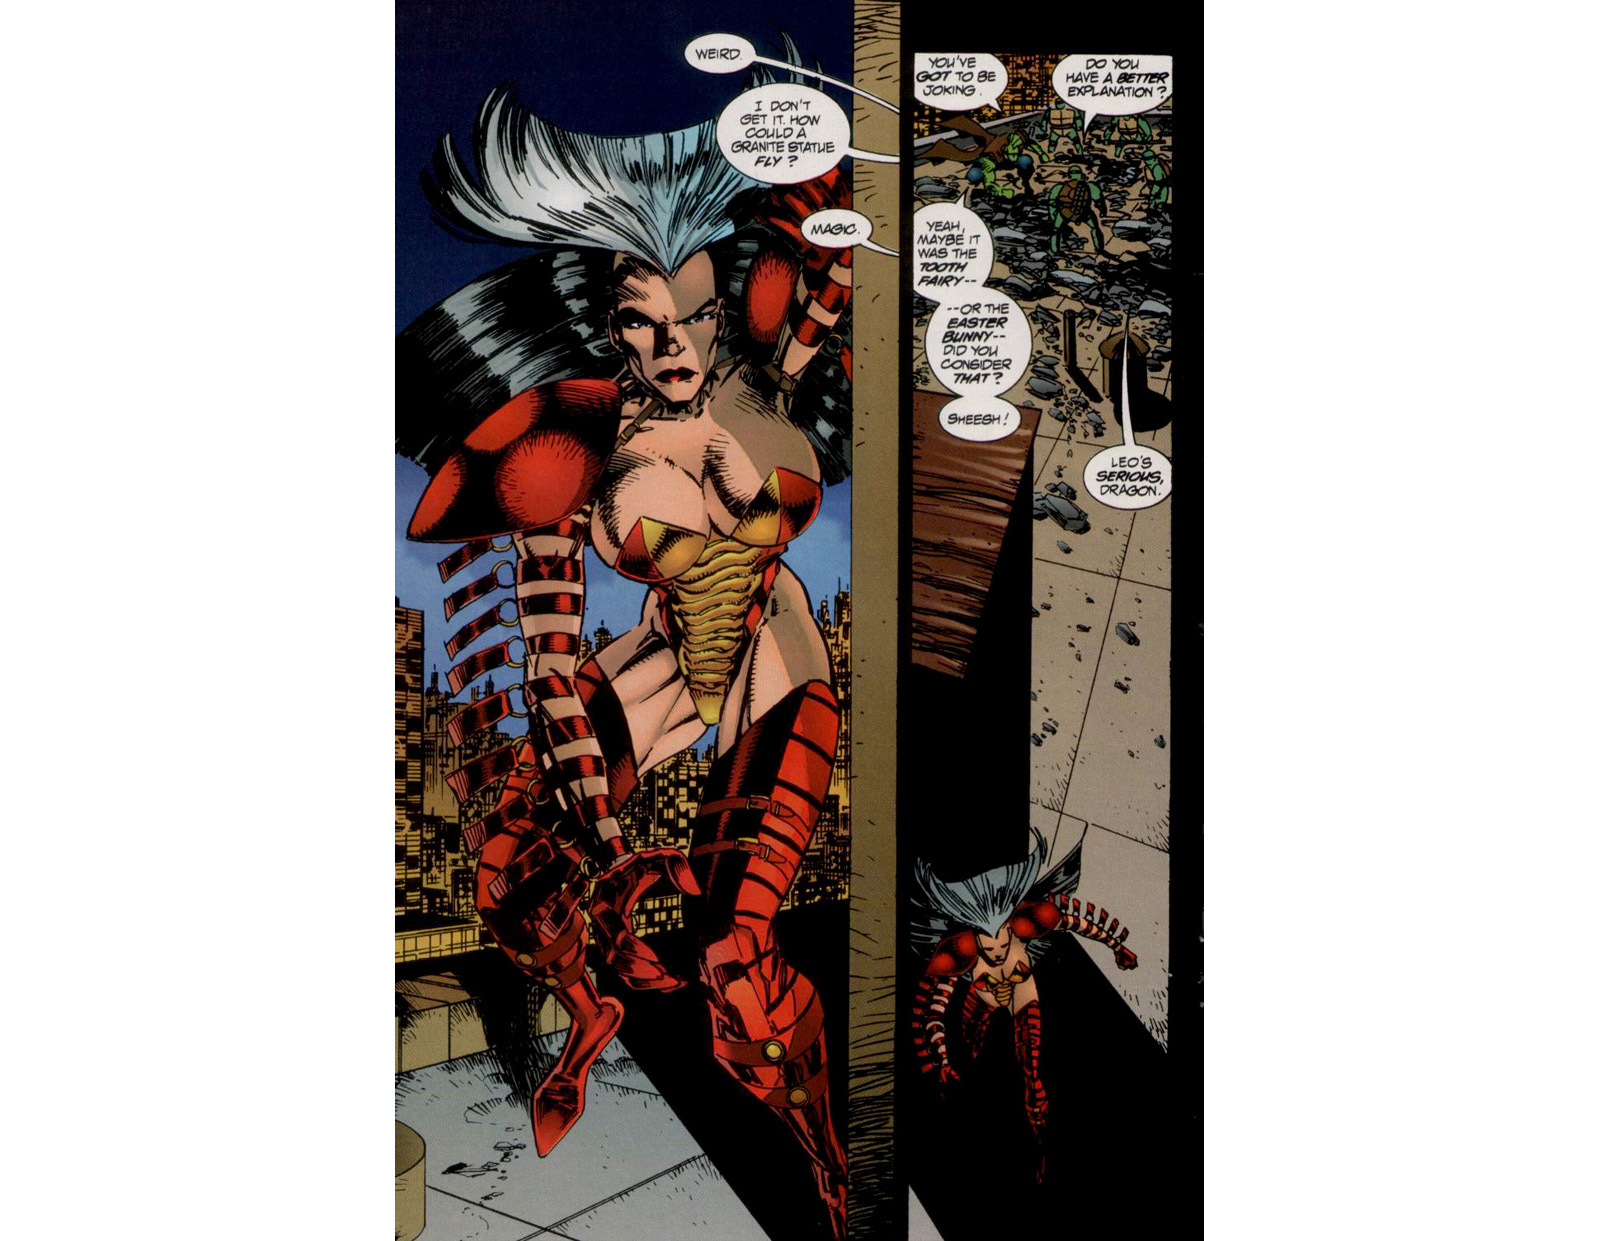 WEIRD.
I DON'T
GET IT. HOW
COULD A
GRANITE STATUE
FLY?
MAGIC.
YOU'VE
GOT TO BE
JOKING.
DO YOU
HAVE A BETTER
EXPLANATION?
YEAH,
MAYBE IT
WAS THE
TOOTH
FAIRY--
--OR THE
EASTER
BUNNY--
DID YOU
CONSIDER
THAT?
SHEESH!
LEO'S
SERIOUS,
DRAGON.